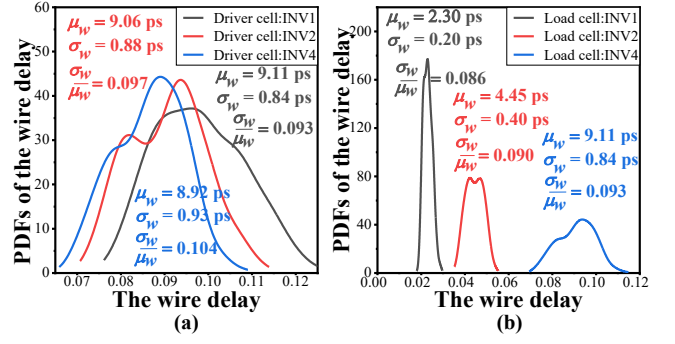 PDFs of the wire delay
60
50
40
30
20
10
0
μw = 9.06 ps
σw = 0.88 ps
σw/μw = 0.097
Driver cell:INV1
Driver cell:INV2
Driver cell:INV4
μw = 9.11 ps
σw = 0.84 ps
σw/μw = 0.093
μw = 8.92 ps
σw = 0.93 ps
σw/μw = 0.104
0.07 0.08 0.09 0.10 0.11 0.12
The wire delay
(a)
PDFs of the wire delay
200
160
120
80
40
0
μw = 2.30 ps
σw = 0.20 ps
σw/μw = 0.086
Load cell:INV1
Load cell:INV2
Load cell:INV4
μw = 4.45 ps
σw = 0.40 ps
σw/μw = 0.090
μw = 9.11 ps
σw = 0.84 ps
σw/μw = 0.093
0.00 0.02 0.04 0.06 0.08 0.10 0.12
The wire delay
(b)